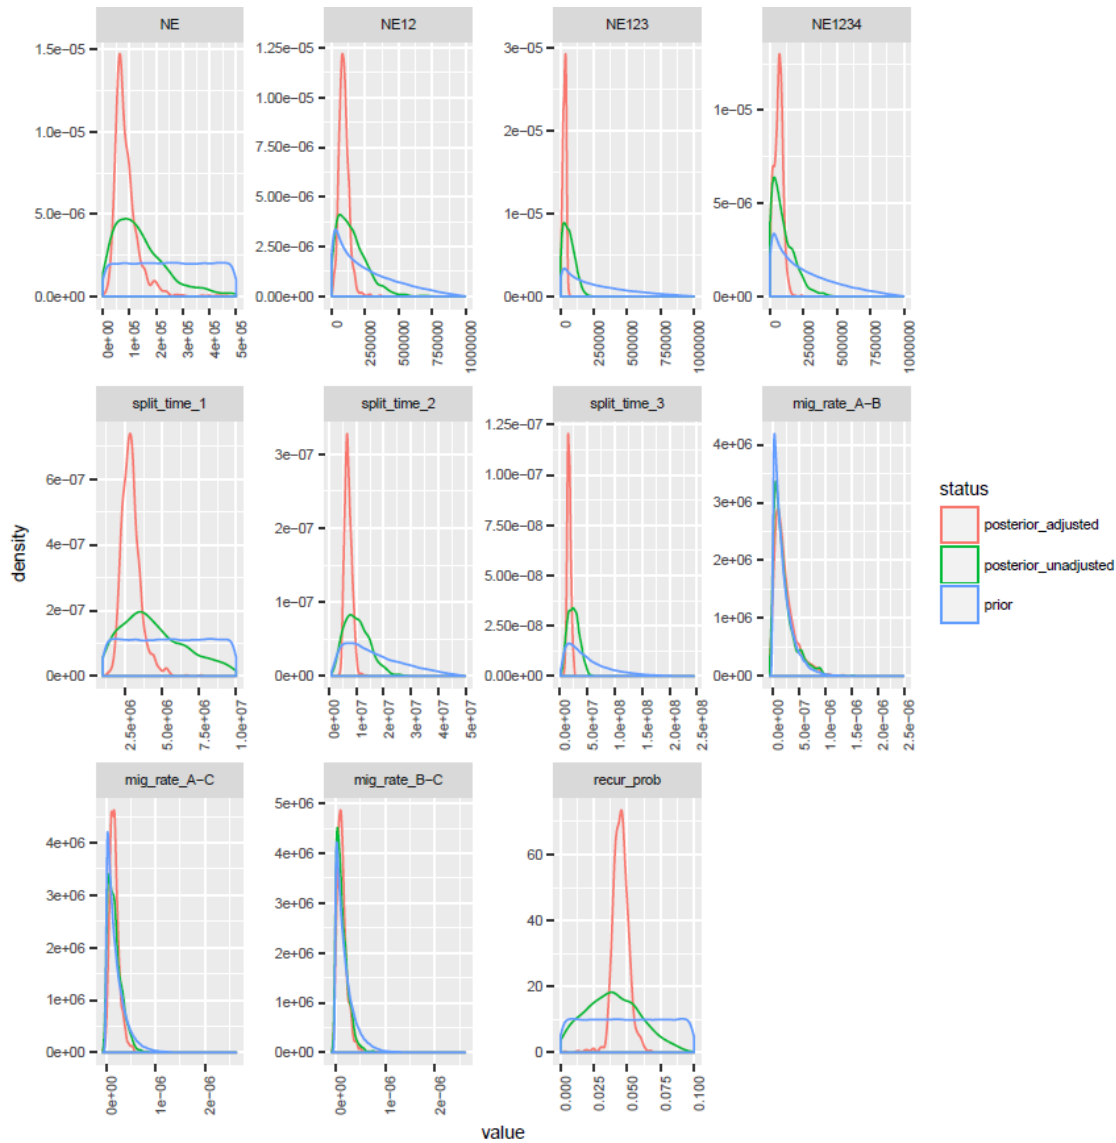 NE
NE12
NE123
NE1234
1.5e−05
1.0e−05
5.0e−06
0.0e+00
0e+00
1e+05
2e+05
3e+05
4e+05
5e+05
1.25e−05
1.00e−05
7.50e−06
5.00e−06
2.50e−06
0.00e+00
0
250000
500000
750000
1000000
3e−05
2e−05
1e−05
0e+00
0
250000
500000
750000
1000000
1e−05
5e−06
0e+00
0
250000
500000
750000
1000000
split_time_1
split_time_2
split_time_3
mig_rate_A−B
6e−07
4e−07
2e−07
0e+00
2.5e+06
5.0e+06
7.5e+06
1.0e+07
3e−07
2e−07
1e−07
0e+00
0e+00
1e+07
2e+07
3e+07
4e+07
5e+07
1.25e−07
1.00e−07
7.50e−08
5.00e−08
2.50e−08
0.00e+00
0.0e+00
5.0e+07
1.0e+08
1.5e+08
2.0e+08
2.5e+08
4e+06
3e+06
2e+06
1e+06
0e+00
0.0e+00
5.0e−07
1.0e−06
1.5e−06
2.0e−06
2.5e−06
mig_rate_A−C
mig_rate_B−C
recur_prob
4e+06
3e+06
2e+06
1e+06
0e+00
0e+00
1e−06
2e−06
5e+06
4e+06
3e+06
2e+06
1e+06
0e+00
0e+00
1e−06
2e−06
60
40
20
0
0.000
0.025
0.050
0.075
0.100
density
value
status
posterior_adjusted
posterior_unadjusted
prior